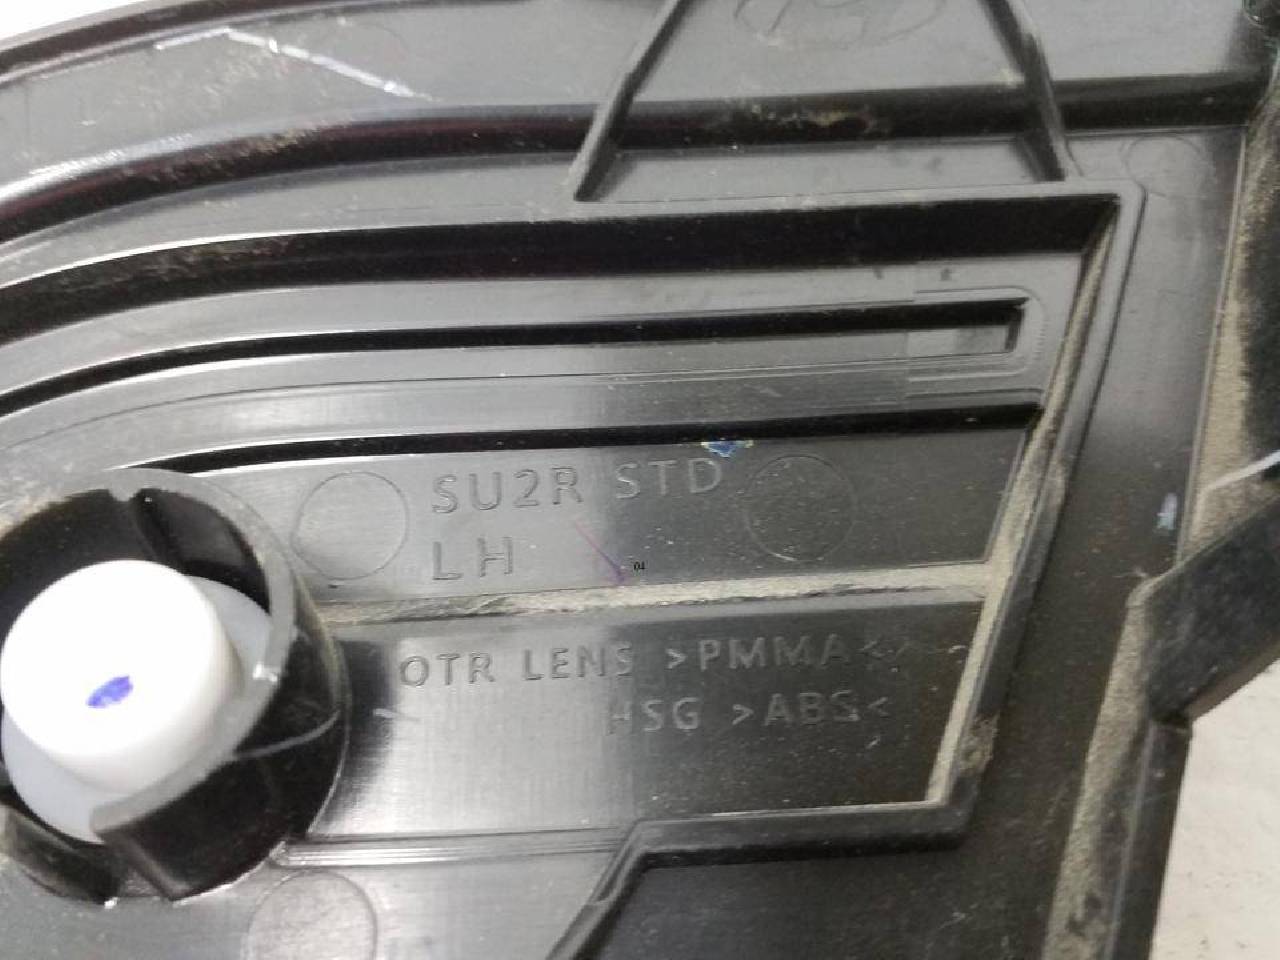 SU2R STD
LH
OTR LENS >PMMA<
HSG >ABS<